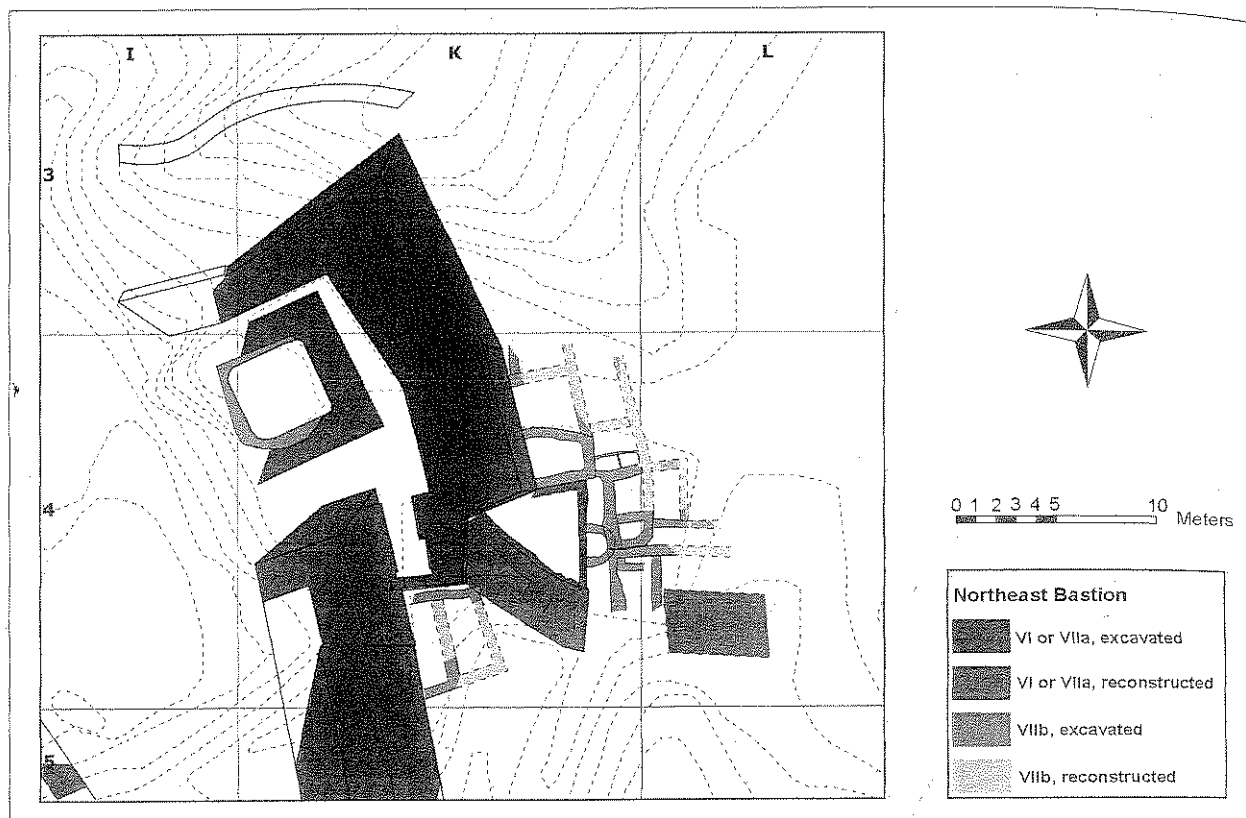 I K L
3
4
5
0 1 2 3 4 5 10 Meters
Northeast Bastion
VI or VIIa, excavated
VI or VIIa, reconstructed
VIIb, excavated
VIIb, reconstructed